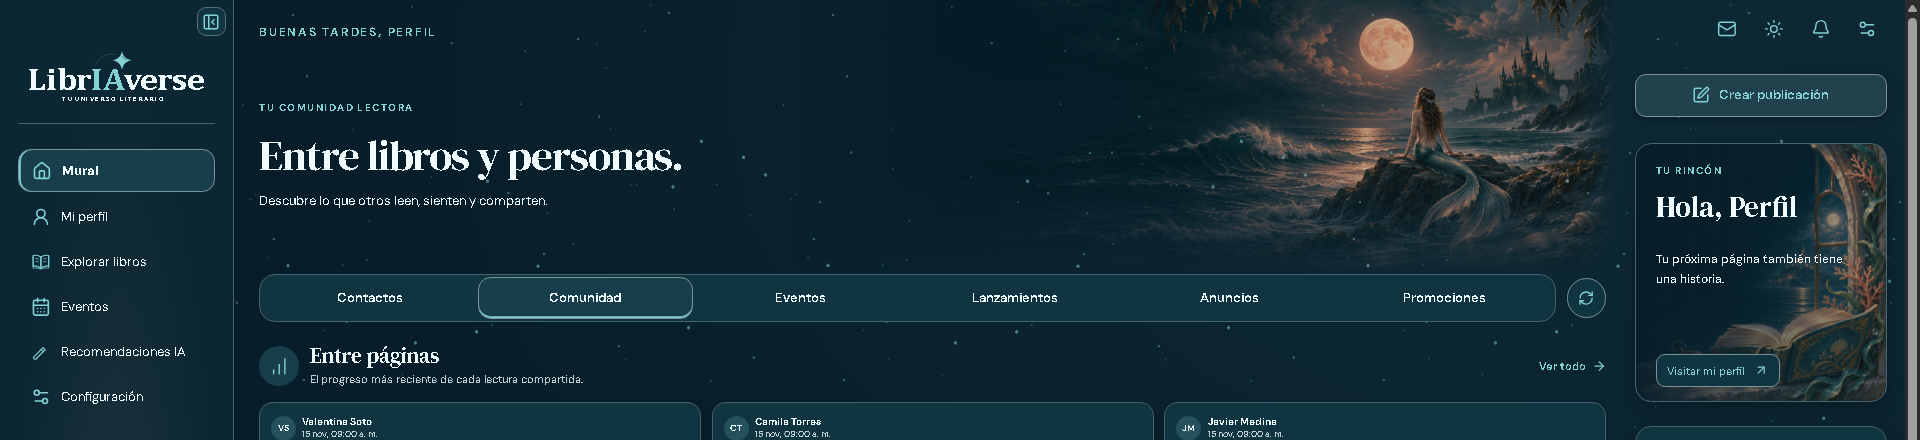 LibrIAverse
TU UNIVERSO LITERARIO
Mural
Mi perfil
Explorar libros
Eventos
Recomendaciones IA
Configuración
BUENAS TARDES, PERFIL
TU COMUNIDAD LECTORA
Entre libros y personas.
Descubre lo que otros leen, sienten y comparten.
Contactos
Comunidad
Eventos
Lanzamientos
Anuncios
Promociones
Entre páginas
El progreso más reciente de cada lectura compartida.
Ver todo
VS
Valentina Soto
15 nov, 09:00 a. m.
CT
Camila Torres
15 nov, 09:00 a. m.
JM
Javier Medina
15 nov, 09:00 a. m.
Crear publicación
TU RINCÓN
Hola, Perfil
Tu próxima página también tiene
una historia.
Visitar mi perfil